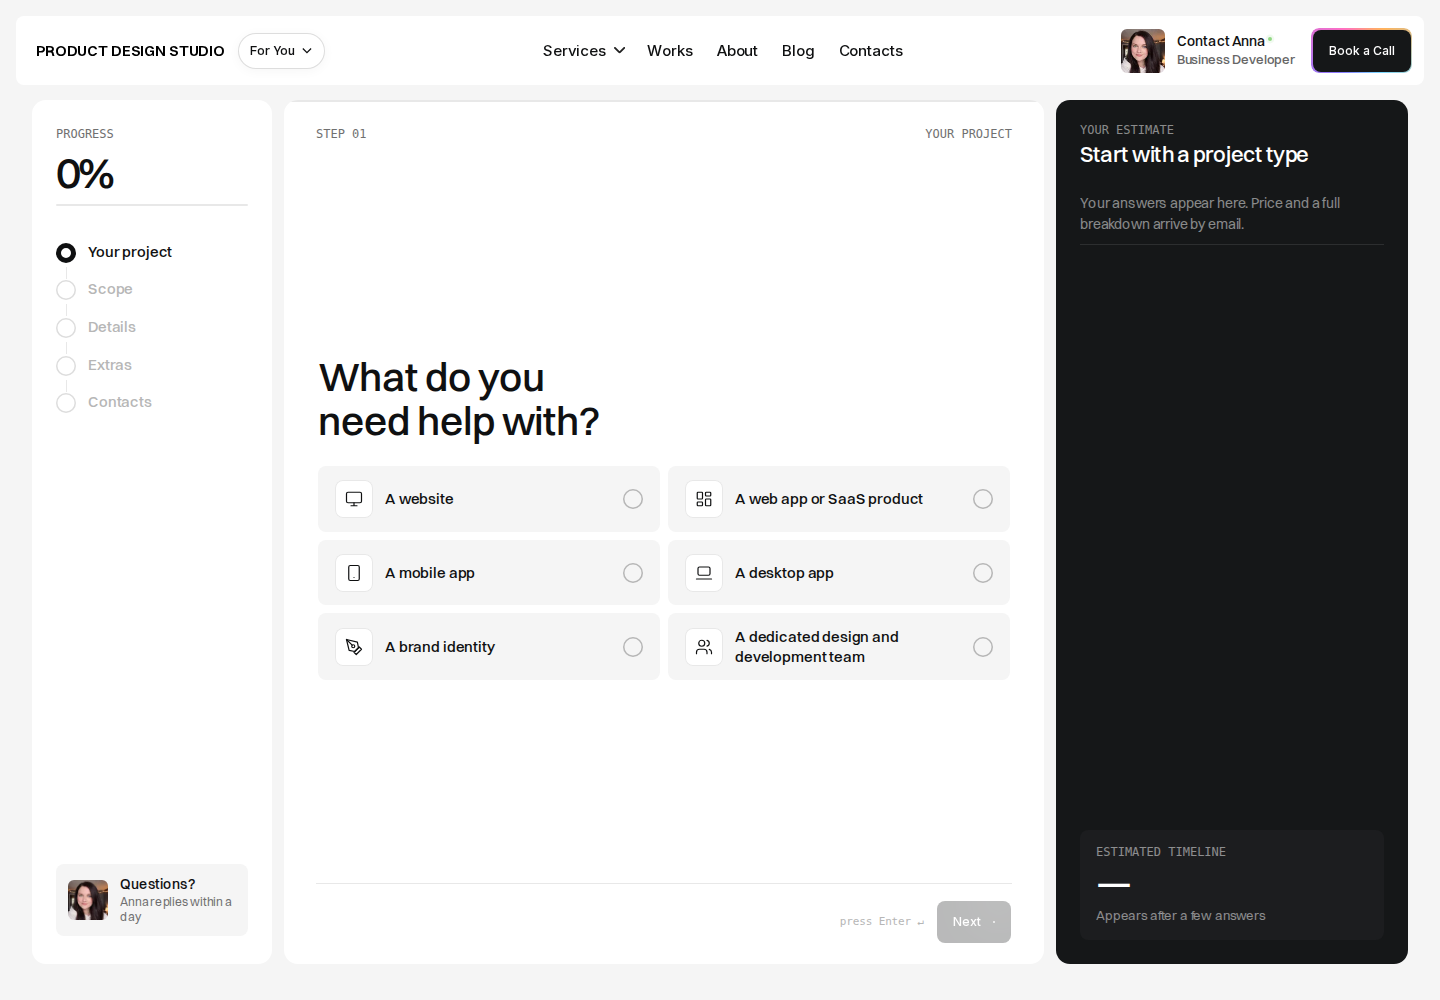 PRODUCT DESIGN STUDIO
For You
Services
Works
About
Blog
Contacts
Contact Anna
Business Developer
Book a Call
PROGRESS
0%
Your project
Scope
Details
Extras
Contacts
Questions?
Anna replies within a
day
STEP 01
YOUR PROJECT
What do you
need help with?
A website
A web app or SaaS product
A mobile app
A desktop app
A brand identity
A dedicated design and
development team
press Enter ↵
Next
YOUR ESTIMATE
Start with a project type
Your answers appear here. Price and a full
breakdown arrive by email.
ESTIMATED TIMELINE
—
Appears after a few answers